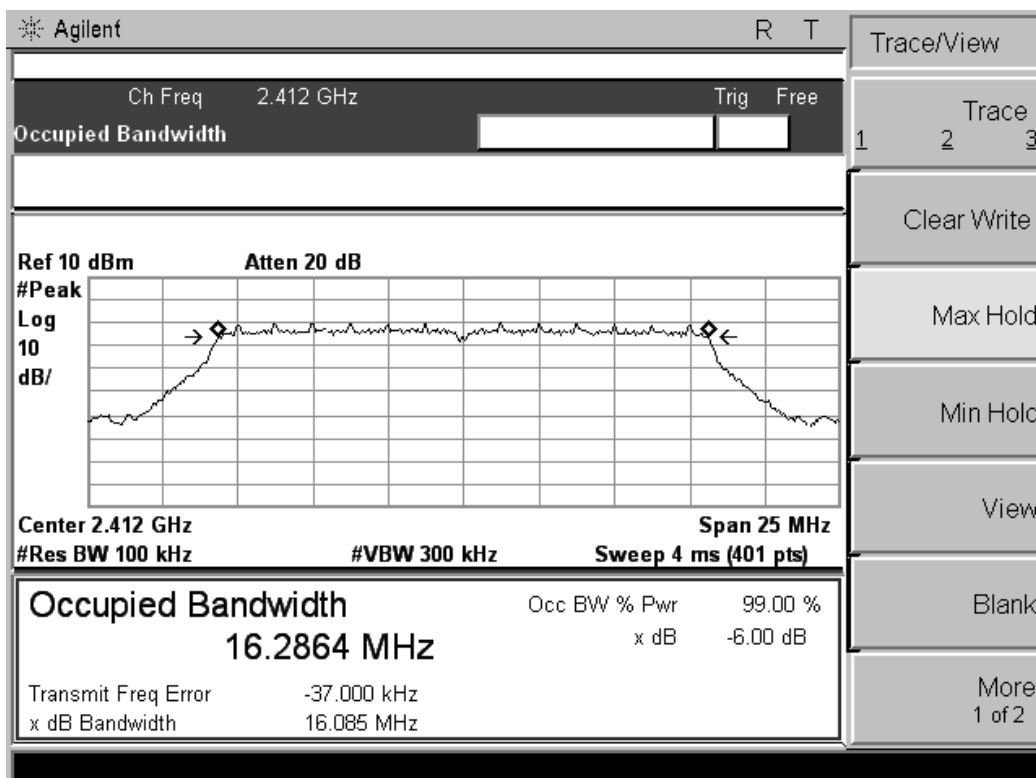 Agilent R T
Ch Freq 2.412 GHz Trig Free
Occupied Bandwidth
Ref 10 dBm Atten 20 dB
#Peak
Log
10
dB/
Center 2.412 GHz Span 25 MHz
#Res BW 100 kHz #VBW 300 kHz Sweep 4 ms (401 pts)
Occupied Bandwidth
16.2864 MHz
Occ BW % Pwr 99.00 %
x dB -6.00 dB
Transmit Freq Error -37.000 kHz
x dB Bandwidth 16.085 MHz
Trace/View
Trace
1 2 3
Clear Write
Max Hold
Min Hold
View
Blank
More
1 of 2